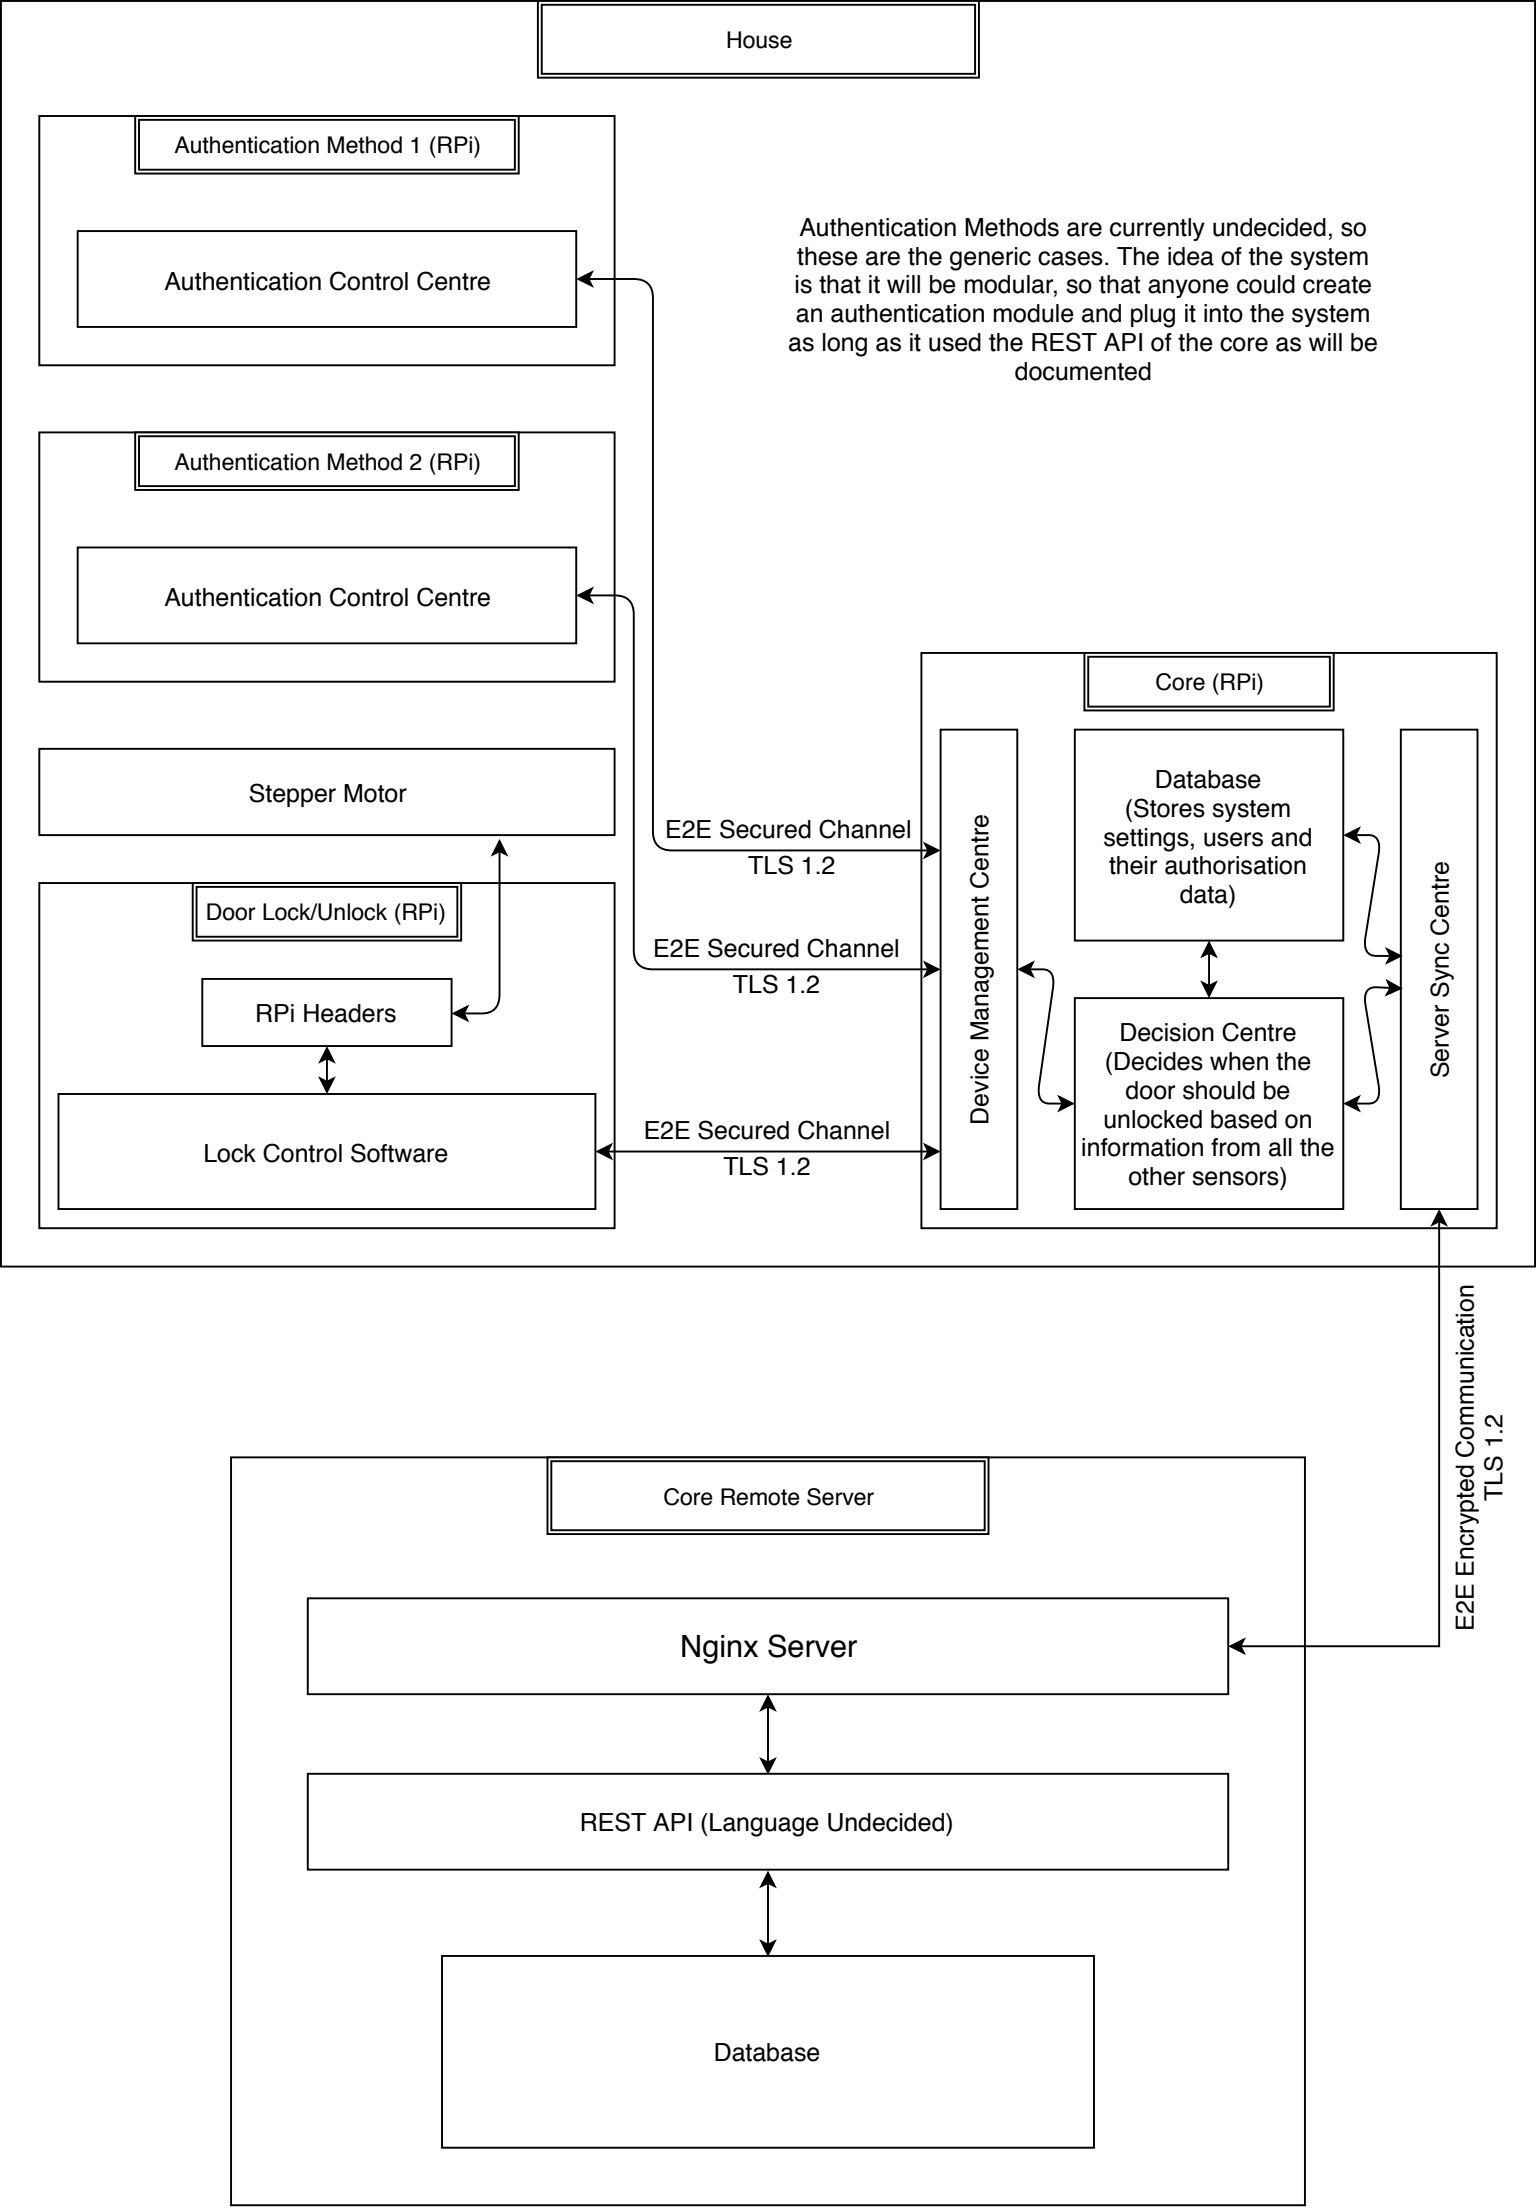 House
Authentication Method 1 (RPi)
Authentication Control Centre
Authentication Methods are currently undecided, so
these are the generic cases. The idea of the system
is that it will be modular, so that anyone could create
an authentication module and plug it into the system
as long as it used the REST API of the core as will be
documented
Authentication Method 2 (RPi)
Authentication Control Centre
Stepper Motor
Door Lock/Unlock (RPi)
RPi Headers
Lock Control Software
E2E Secured Channel
TLS 1.2
E2E Secured Channel
TLS 1.2
E2E Secured Channel
TLS 1.2
Core (RPi)
Device Management Centre
Database
(Stores system
settings, users and
their authorisation
data)
Decision Centre
(Decides when the
door should be
unlocked based on
information from all the
other sensors)
Server Sync Centre
E2E Encrypted Communication
TLS 1.2
Core Remote Server
Nginx Server
REST API (Language Undecided)
Database